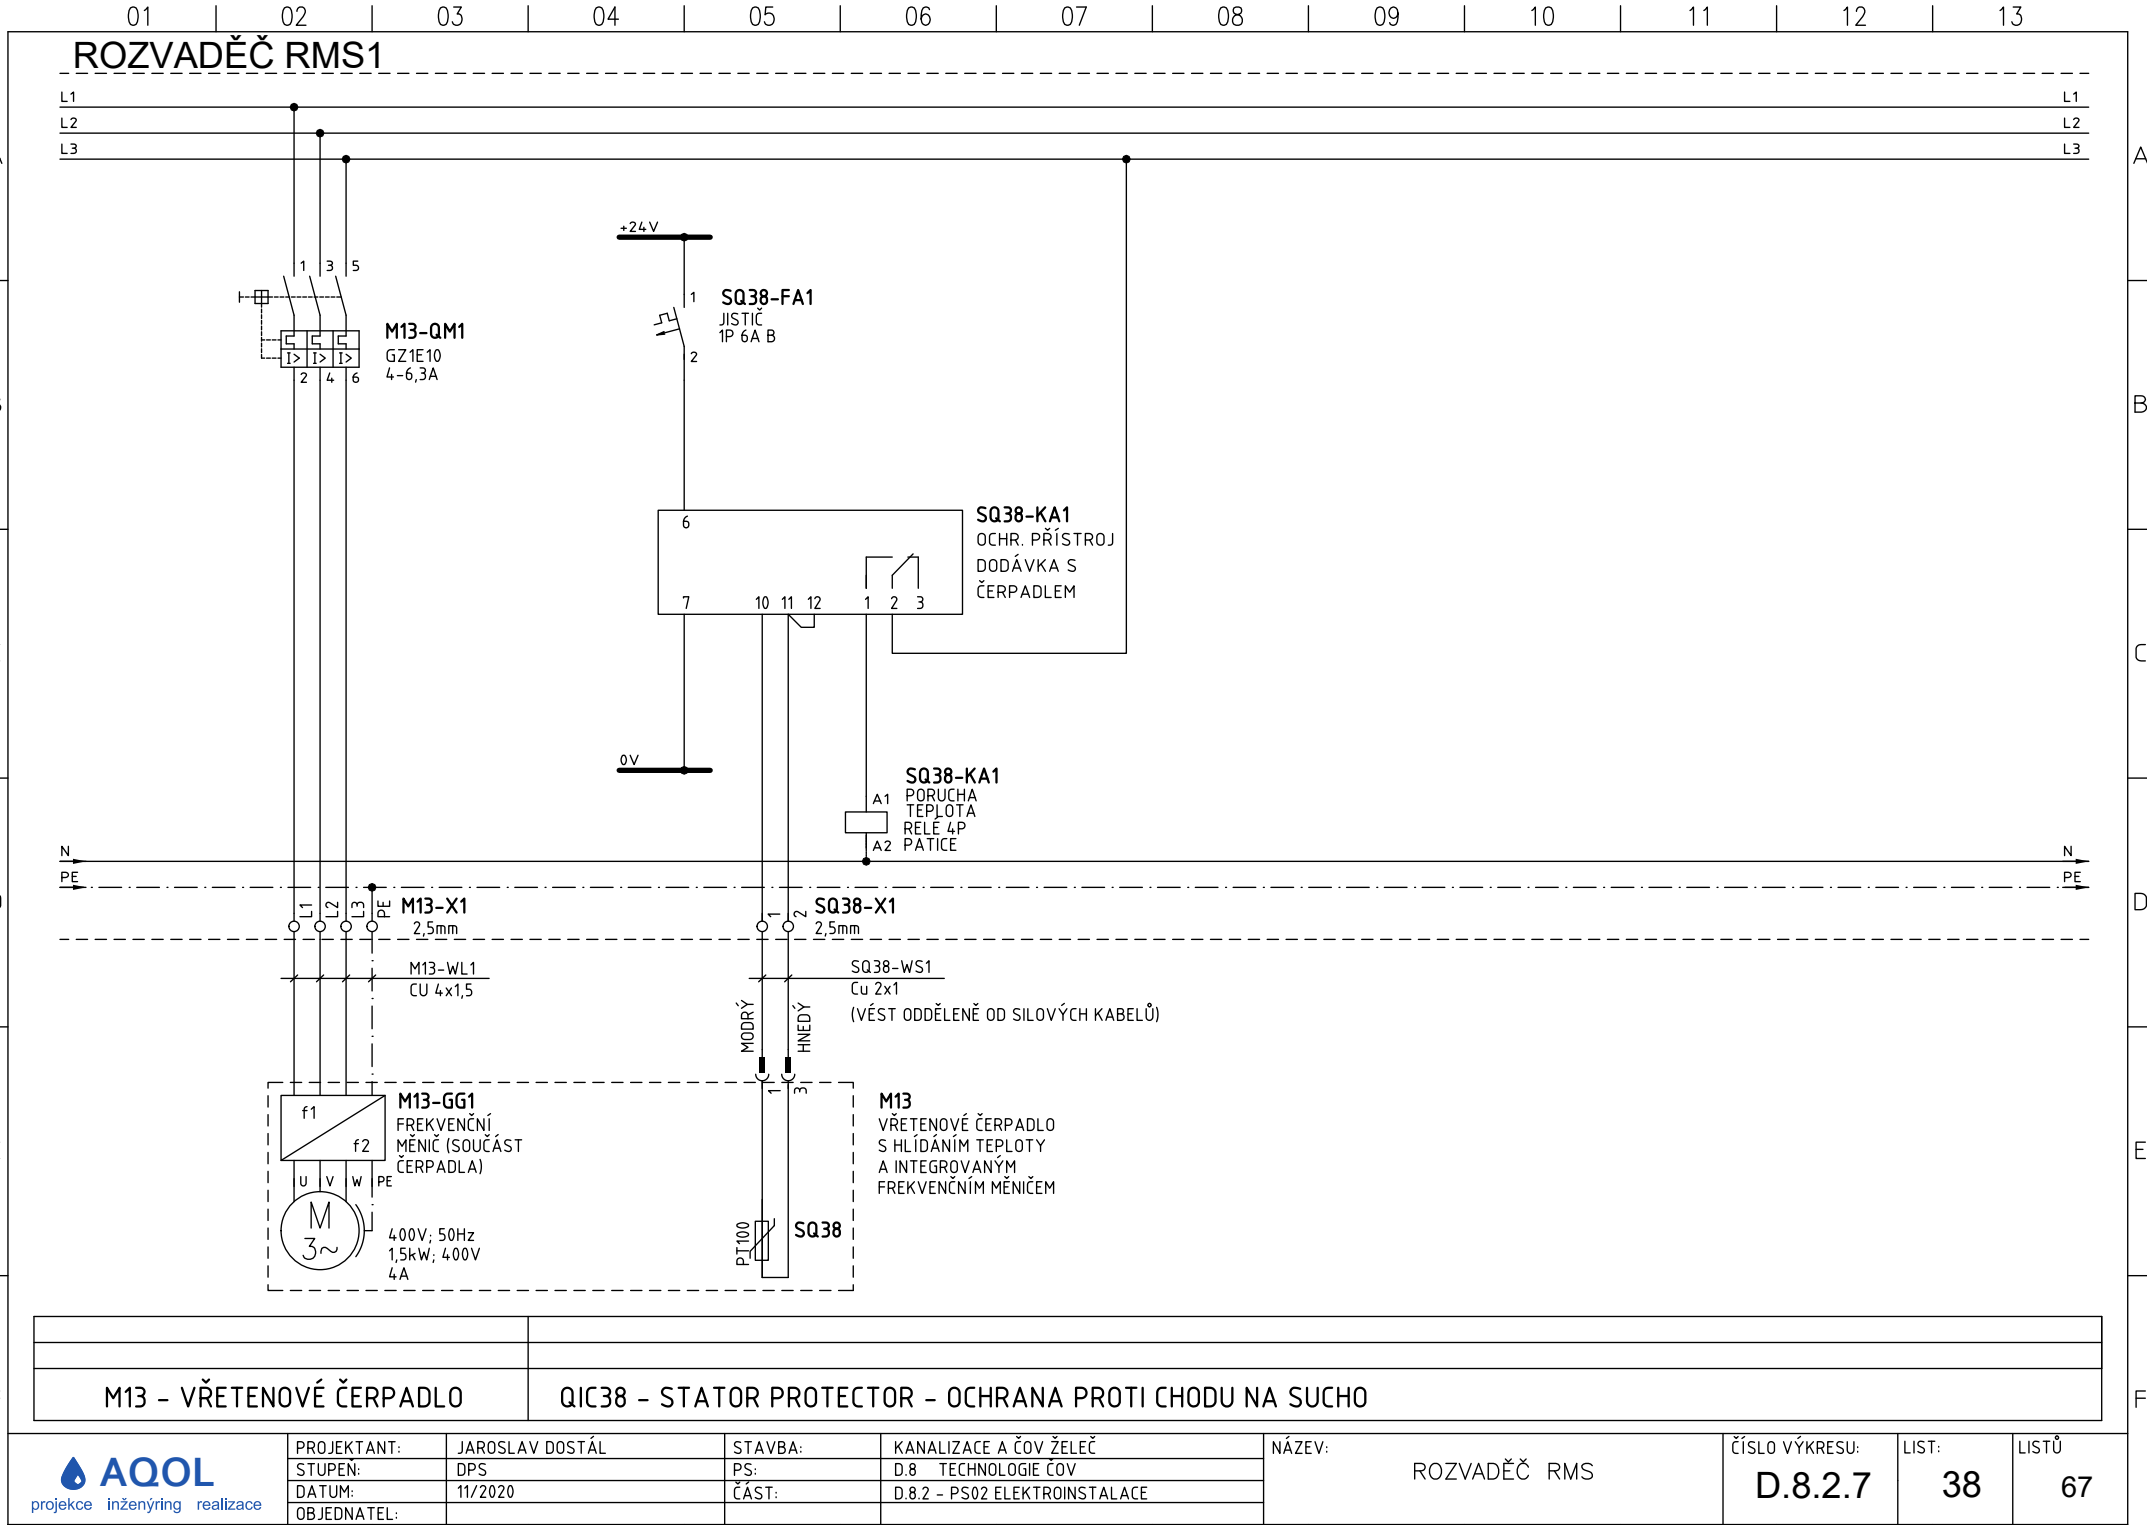 01 02 03 04 05 06 07 08 09 10 11 12 13
ROZVADĚČ RMS1
L1 L1
L2 L2
L3 L3
A
+24V
1 3 5
M13-QM1
GZ1E10
4-6,3A
I> I> I>
2 4 6
1
SQ38-FA1
JISTIČ
1P 6A B
2
B
6
SQ38-KA1
OCHR. PŘÍSTROJ
DODÁVKA S
ČERPADLEM
7 10 11 12 1 2 3
C
0V
SQ38-KA1
A1 PORUCHA
TEPLOTA
RELÉ 4P
A2 PATICE
N N
PE PE
L1 L2 L3 PE
M13-X1
2,5mm
1 2
SQ38-X1
2,5mm
D
M13-WL1
CU 4x1,5
SQ38-WS1
Cu 2x1
(VÉST ODDĚLENĚ OD SILOVÝCH KABELŮ)
MODRÝ
HNEDÝ
1 3
f1
f2
M13-GG1
FREKVENČNÍ
MĚNIČ (SOUČÁST
ČERPADLA)
U V W PE
M
3~
400V; 50Hz
1,5kW; 400V
4A
M13
VŘETENOVÉ ČERPADLO
S HLÍDÁNÍM TEPLOTY
A INTEGROVANÝM
FREKVENČNÍM MĚNIČEM
PT100
SQ38
E
M13 - VŘETENOVÉ ČERPADLO
QIC38 - STATOR PROTECTOR - OCHRANA PROTI CHODU NA SUCHO
F
AQOL
projekce inženýring realizace
PROJEKTANT: JAROSLAV DOSTÁL
STUPEŇ: DPS
DATUM: 11/2020
OBJEDNATEL:
STAVBA: KANALIZACE A ČOV ŽELEČ
PS: D.8 TECHNOLOGIE ČOV
ČÁST: D.8.2 - PS02 ELEKTROINSTALACE
NÁZEV:
ROZVADĚČ RMS
ČÍSLO VÝKRESU:
D.8.2.7
LIST:
38
LISTŮ
67